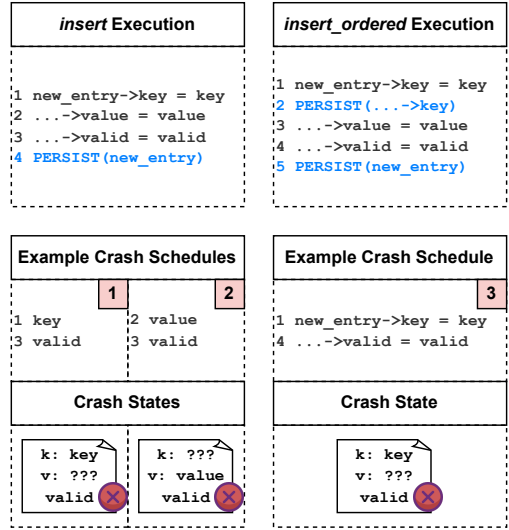 insert Execution
1 new_entry->key = key
2 ...->value = value
3 ...->valid = valid
4 PERSIST(new_entry)
insert_ordered Execution
1 new_entry->key = key
2 PERSIST(...->key)
3 ...->value = value
4 ...->valid = valid
5 PERSIST(new_entry)
Example Crash Schedules
1
1 key
3 valid
2
2 value
3 valid
Crash States
k: key
v: ???
valid
k: ???
v: value
valid
Example Crash Schedule
3
1 new_entry->key = key
4 ...->valid = valid
Crash State
k: key
v: ???
valid